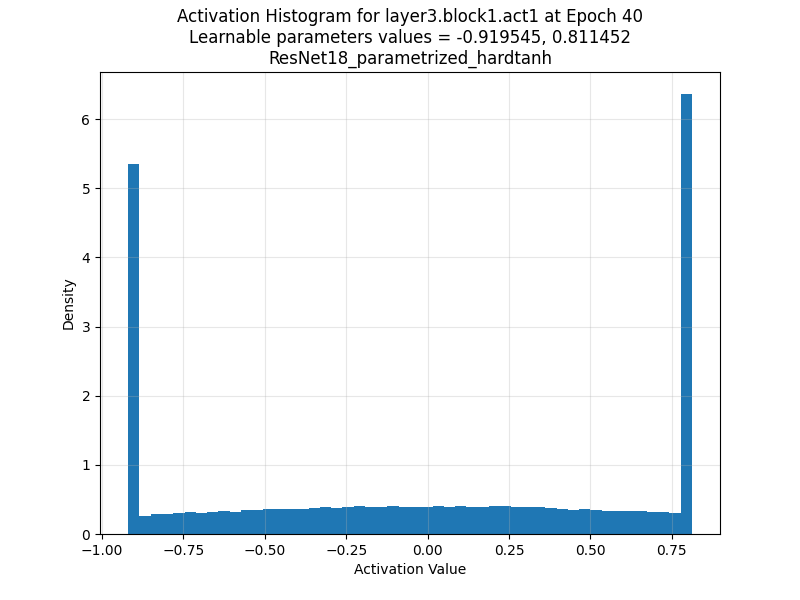 Activation Histogram for layer3.block1.act1 at Epoch 40
Learnable parameters values = -0.919545, 0.811452
ResNet18_parametrized_hardtanh
6
5
4
3
2
1
0
Density
−1.00 −0.75 −0.50 −0.25 0.00 0.25 0.50 0.75
Activation Value